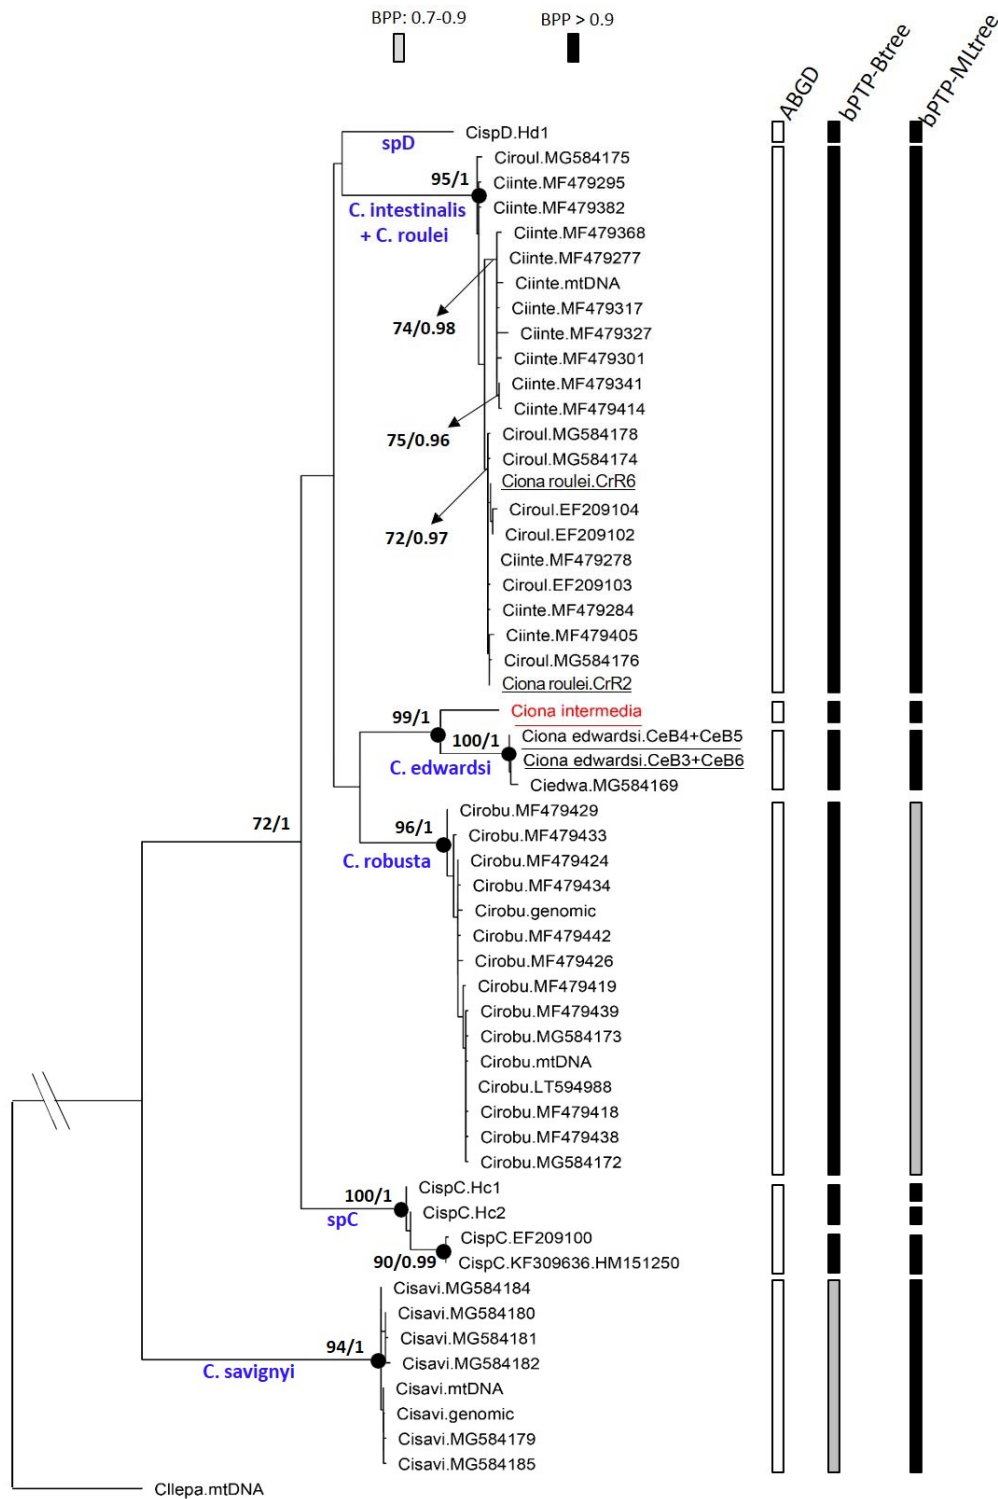 BPP: 0.7-0.9
BPP > 0.9
ABGD
bPTP-Btree
bPTP-MLtree
CispD.Hd1
spD
Ciroul.MG584175
95/1
Ciinte.MF479295
C. intestinalis
+ C. roulei
Ciinte.MF479382
Ciinte.MF479368
Ciinte.MF479277
Ciinte.mtDNA
Ciinte.MF479317
74/0.98
Ciinte.MF479327
Ciinte.MF479301
Ciinte.MF479341
Ciinte.MF479414
75/0.96
Ciroul.MG584178
Ciroul.MG584174
Ciona roulei.CrR6
Ciroul.EF209104
Ciroul.EF209102
72/0.97
Ciinte.MF479278
Ciroul.EF209103
Ciinte.MF479284
Ciinte.MF479405
Ciroul.MG584176
Ciona roulei.CrR2
Ciona intermedia
99/1
Ciona edwardsi.CeB4+CeB5
100/1
Ciona edwardsi.CeB3+CeB6
C. edwardsi
Ciedwa.MG584169
Cirobu.MF479429
72/1
96/1
Cirobu.MF479433
C. robusta
Cirobu.MF479424
Cirobu.MF479434
Cirobu.genomic
Cirobu.MF479442
Cirobu.MF479426
Cirobu.MF479419
Cirobu.MF479439
Cirobu.MG584173
Cirobu.mtDNA
Cirobu.LT594988
Cirobu.MF479418
Cirobu.MF479438
Cirobu.MG584172
CispC.Hc1
100/1
CispC.Hc2
spC
CispC.EF209100
90/0.99
CispC.KF309636.HM151250
Cisavi.MG584184
Cisavi.MG584180
Cisavi.MG584181
94/1
Cisavi.MG584182
C. savignyi
Cisavi.mtDNA
Cisavi.genomic
Cisavi.MG584179
Cisavi.MG584185
Cllepa.mtDNA